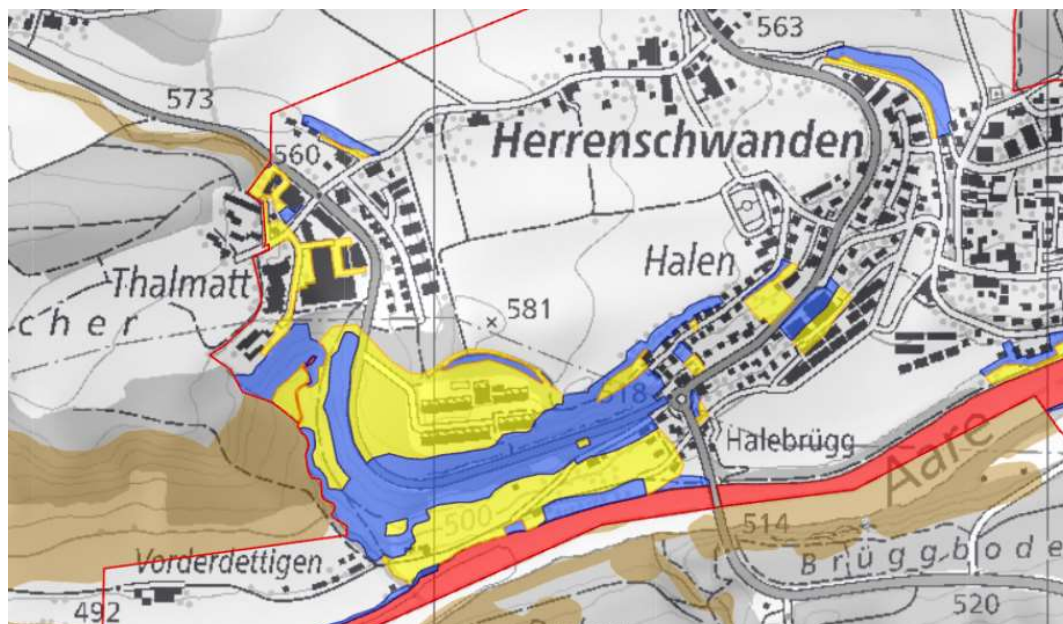 563
573
Herrenschwanden
560
Halen
Thalmatt
cher
581
518
Halebrügg
Aare
500
514
Vorderdettigen
Brüggbode
492
520